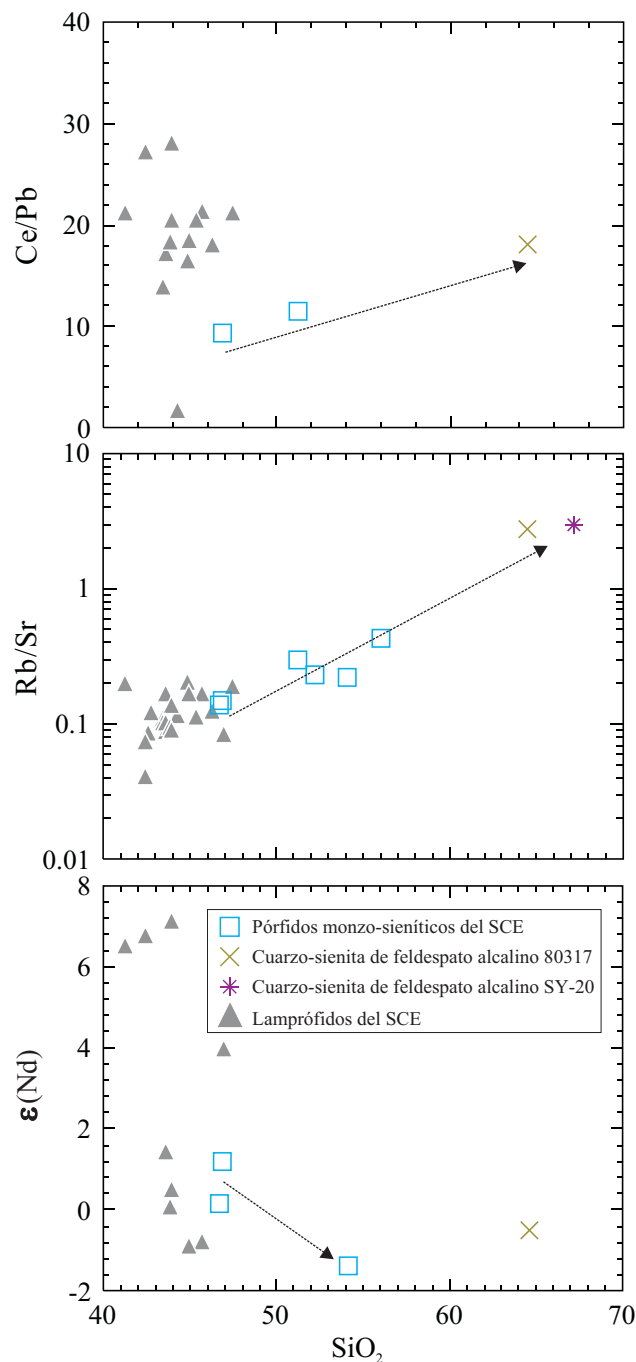 40
30
20
10
0
Ce/Pb
10
1
0.1
0.01
Rb/Sr
8
6
4
2
0
-2
ε(Nd)
Pórfidos monzo-sieníticos del SCE
Cuarzo-sienita de feldespato alcalino 80317
Cuarzo-sienita de feldespato alcalino SY-20
Lamprófidos del SCE
40 50 60 70
SiO₂